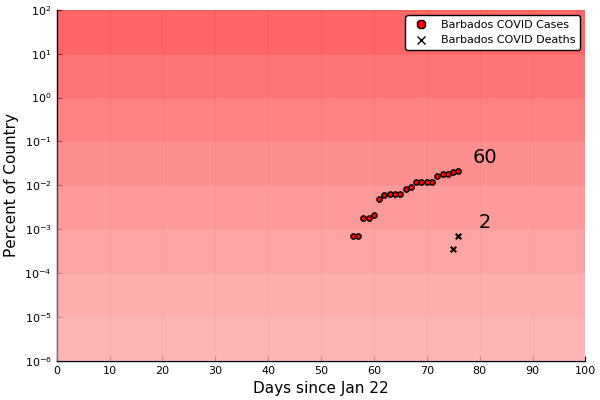 Barbados COVID Cases
Barbados COVID Deaths
10²
10¹
10⁰
10⁻¹
10⁻²
10⁻³
10⁻⁴
10⁻⁵
10⁻⁶
Percent of Country
60
2
0 10 20 30 40 50 60 70 80 90 100
Days since Jan 22